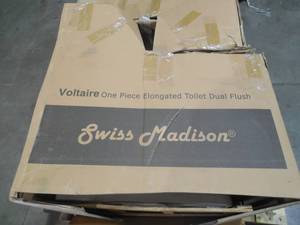 Voltaire One Piece Elongated Toilet Dual Flush
Swiss Madison®